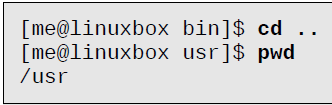 [me@linuxbox bin]$ cd ..
[me@linuxbox usr]$ pwd
/usr